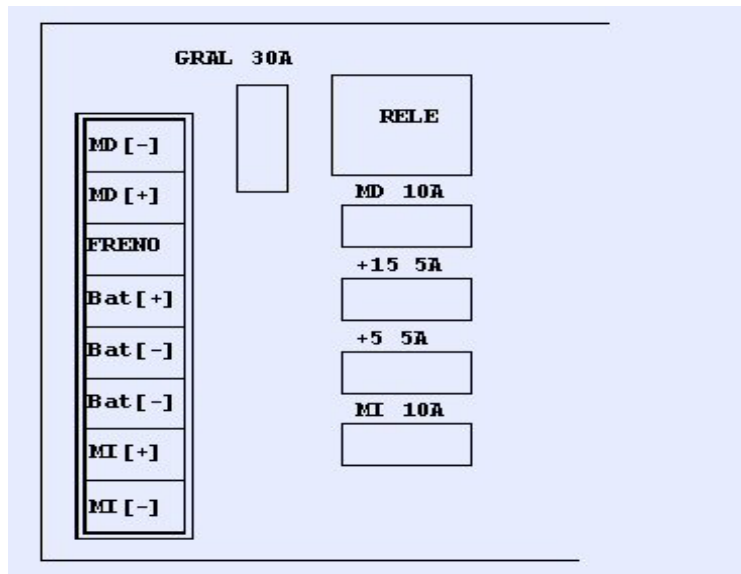 GRAL 30A
RELE
MD [-]
MD [+]
FRENO
Bat[+]
Bat[-]
Bat[-]
MI [+]
MI [-]
MD 10A
+15 5A
+5 5A
MI 10A